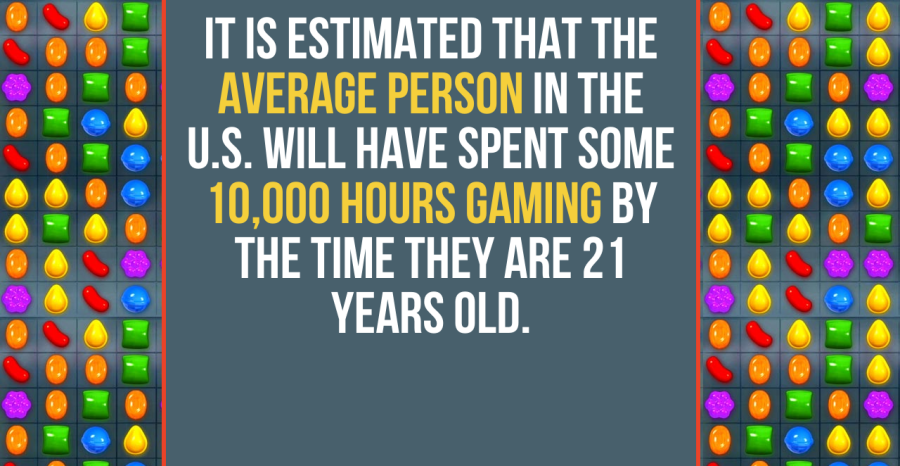 IT IS ESTIMATED THAT THE
AVERAGE PERSON IN THE
U.S. WILL HAVE SPENT SOME
10,000 HOURS GAMING BY
THE TIME THEY ARE 21
YEARS OLD.